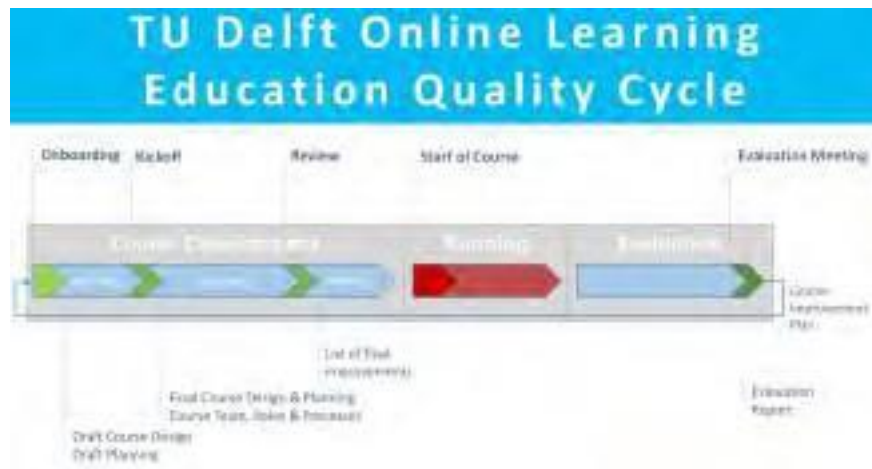 TU Delft Online Learning
Education Quality Cycle
Onboarding
Kickoff
Review
Start of Course
Evaluation Meeting
Course Development
Running
Evaluation
Course
Improvement
Plan
List of final
improvements
Final Course Design & Planning
Course Team, Roles & Processes
Evaluation
Report
Draft Course Design
Draft Planning